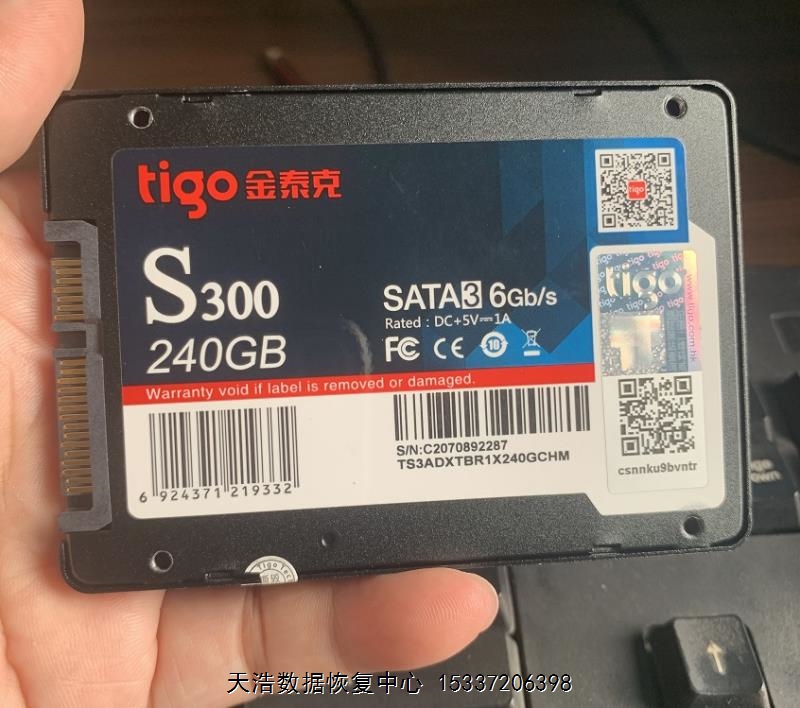 tigo 金泰克
tigo
tigo
www.tigo.com.hk
S300
240GB
SATA3 6Gb/s
Rated : DC+5V⎓1A
FC CE 10
Warranty void if label is removed or damaged.
6 924371 219332
S/N:C2070892287
TS3ADXTBR1X240GCHM
csnnku9bvntr
天浩数据恢复中心 15337206398